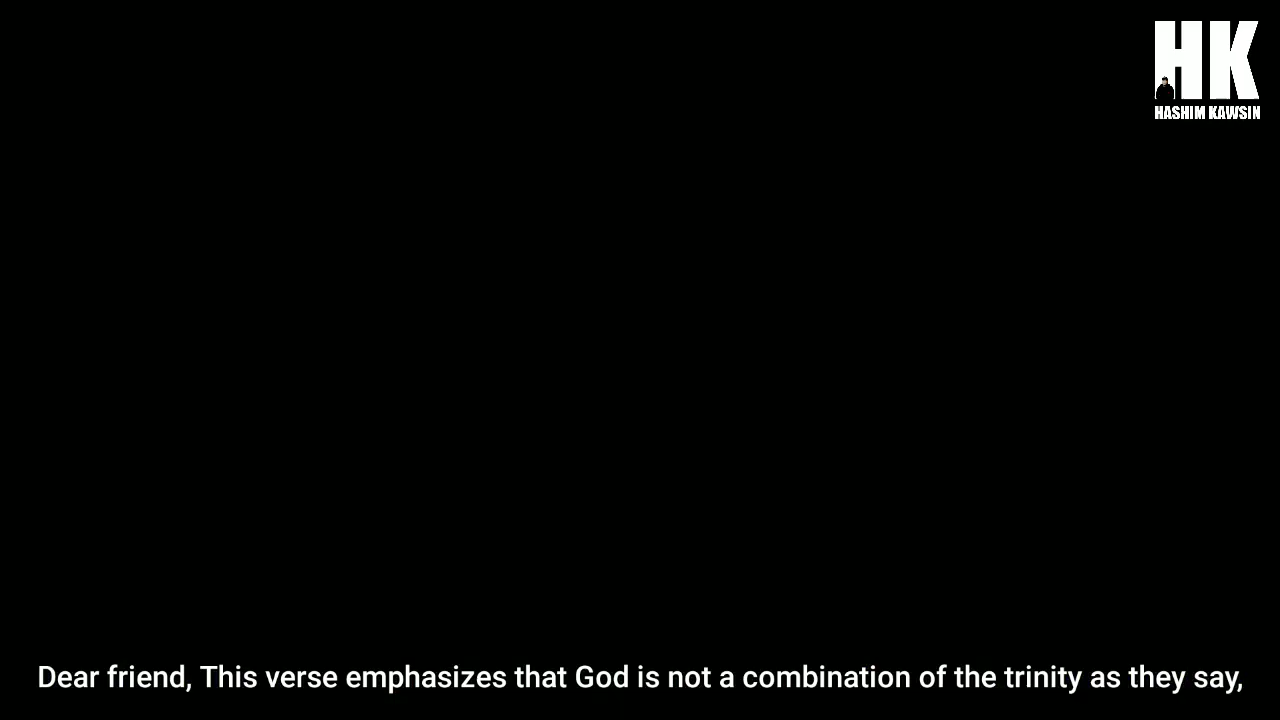 HK
HASHIM KAWSIN
Dear friend, This verse emphasizes that God is not a combination of the trinity as they say,